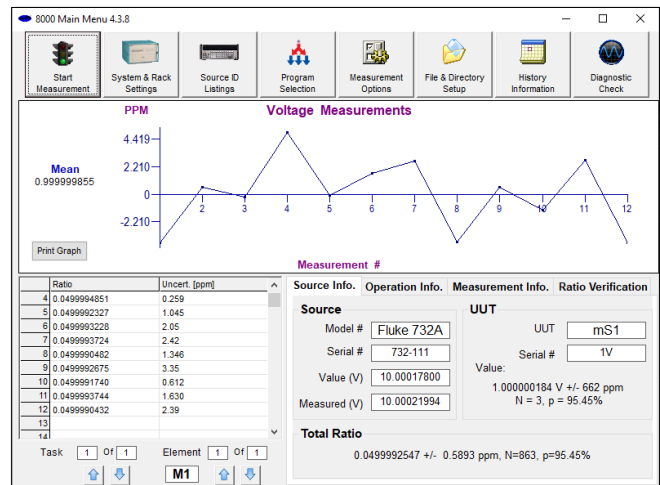 8000 Main Menu 4.3.8
Start Measurement
System & Rack Settings
Source ID Listings
Program Selection
Measurement Options
File & Directory Setup
History Information
Diagnostic Check
PPM
Voltage Measurements
4.419
2.210
0
-2.210
Mean
0.999999855
2 3 4 5 6 7 8 9 10 11 12
Print Graph
Measurement #
Ratio Uncert. [ppm]
4 0.0499994851 0.259
5 0.0499992327 1.045
6 0.0499993228 2.05
7 0.0499993724 2.42
8 0.0499990482 1.346
9 0.0499992675 3.35
10 0.0499991740 0.612
11 0.0499993744 1.630
12 0.0499990432 2.39
13
14
Task 1 Of 1 Element 1 Of 1
M1
Source Info. Operation Info. Measurement Info. Ratio Verification
Source
Model # Fluke 732A
Serial # 732-111
Value (V) 10.00017800
Measured (V) 10.00021994
UUT
UUT mS1
Serial # 1V
Value:
1.000000184 V +/- 662 ppm
N = 3, p = 95.45%
Total Ratio
0.0499992547 +/- 0.5893 ppm, N=863, p=95.45%